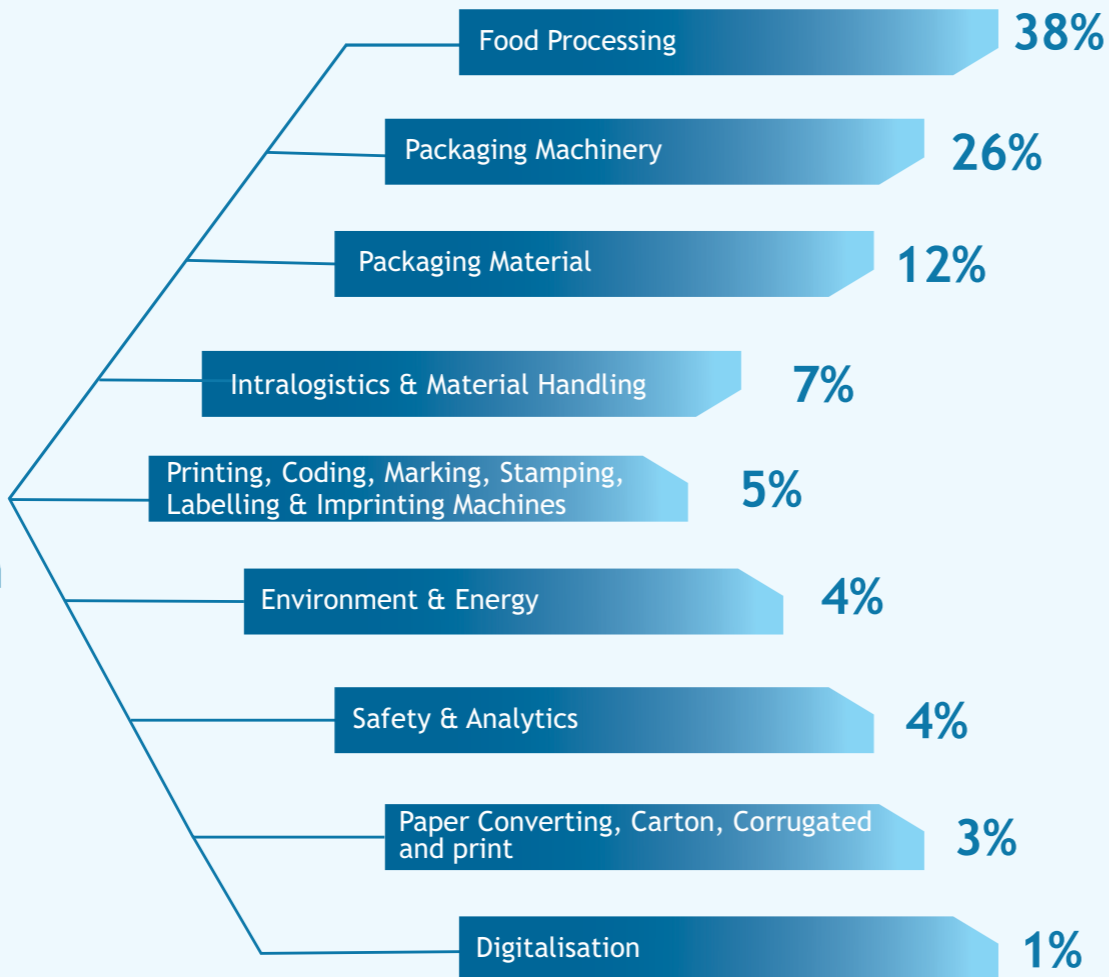 Food Processing
38%
Packaging Machinery
26%
Packaging Material
12%
Intralogistics & Material Handling
7%
Printing, Coding, Marking, Stamping,
Labelling & Imprinting Machines
5%
Environment & Energy
4%
Safety & Analytics
4%
Paper Converting, Carton, Corrugated
and print
3%
Digitalisation
1%